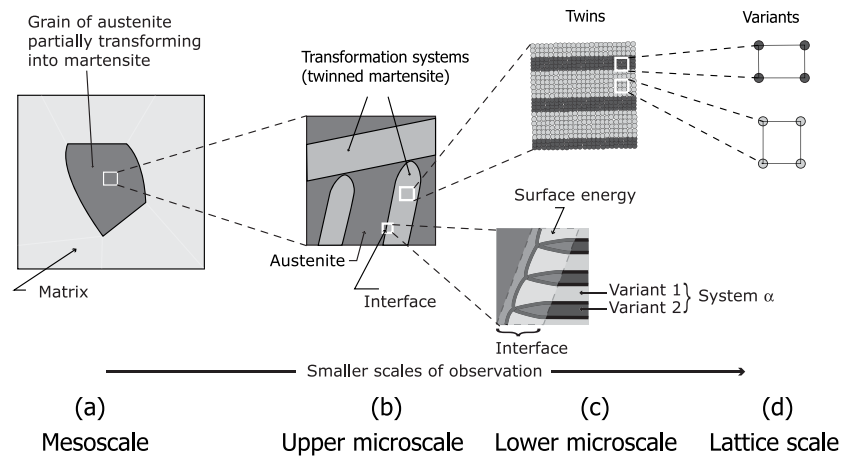 Grain of austenite
partially transforming
into martensite
Matrix
Transformation systems
(twinned martensite)
Austenite
Interface
Twins
Variants
Surface energy
Variant 1
Variant 2
System α
Interface
Smaller scales of observation
(a)
(b)
(c)
(d)
Mesoscale
Upper microscale
Lower microscale
Lattice scale